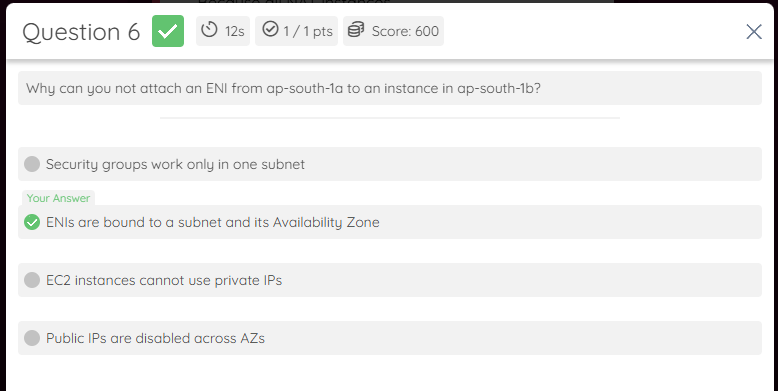 Question 6 12s 1 / 1 pts Score: 600
Why can you not attach an ENI from ap-south-1a to an instance in ap-south-1b?
Security groups work only in one subnet
Your Answer
ENIs are bound to a subnet and its Availability Zone
EC2 instances cannot use private IPs
Public IPs are disabled across AZs